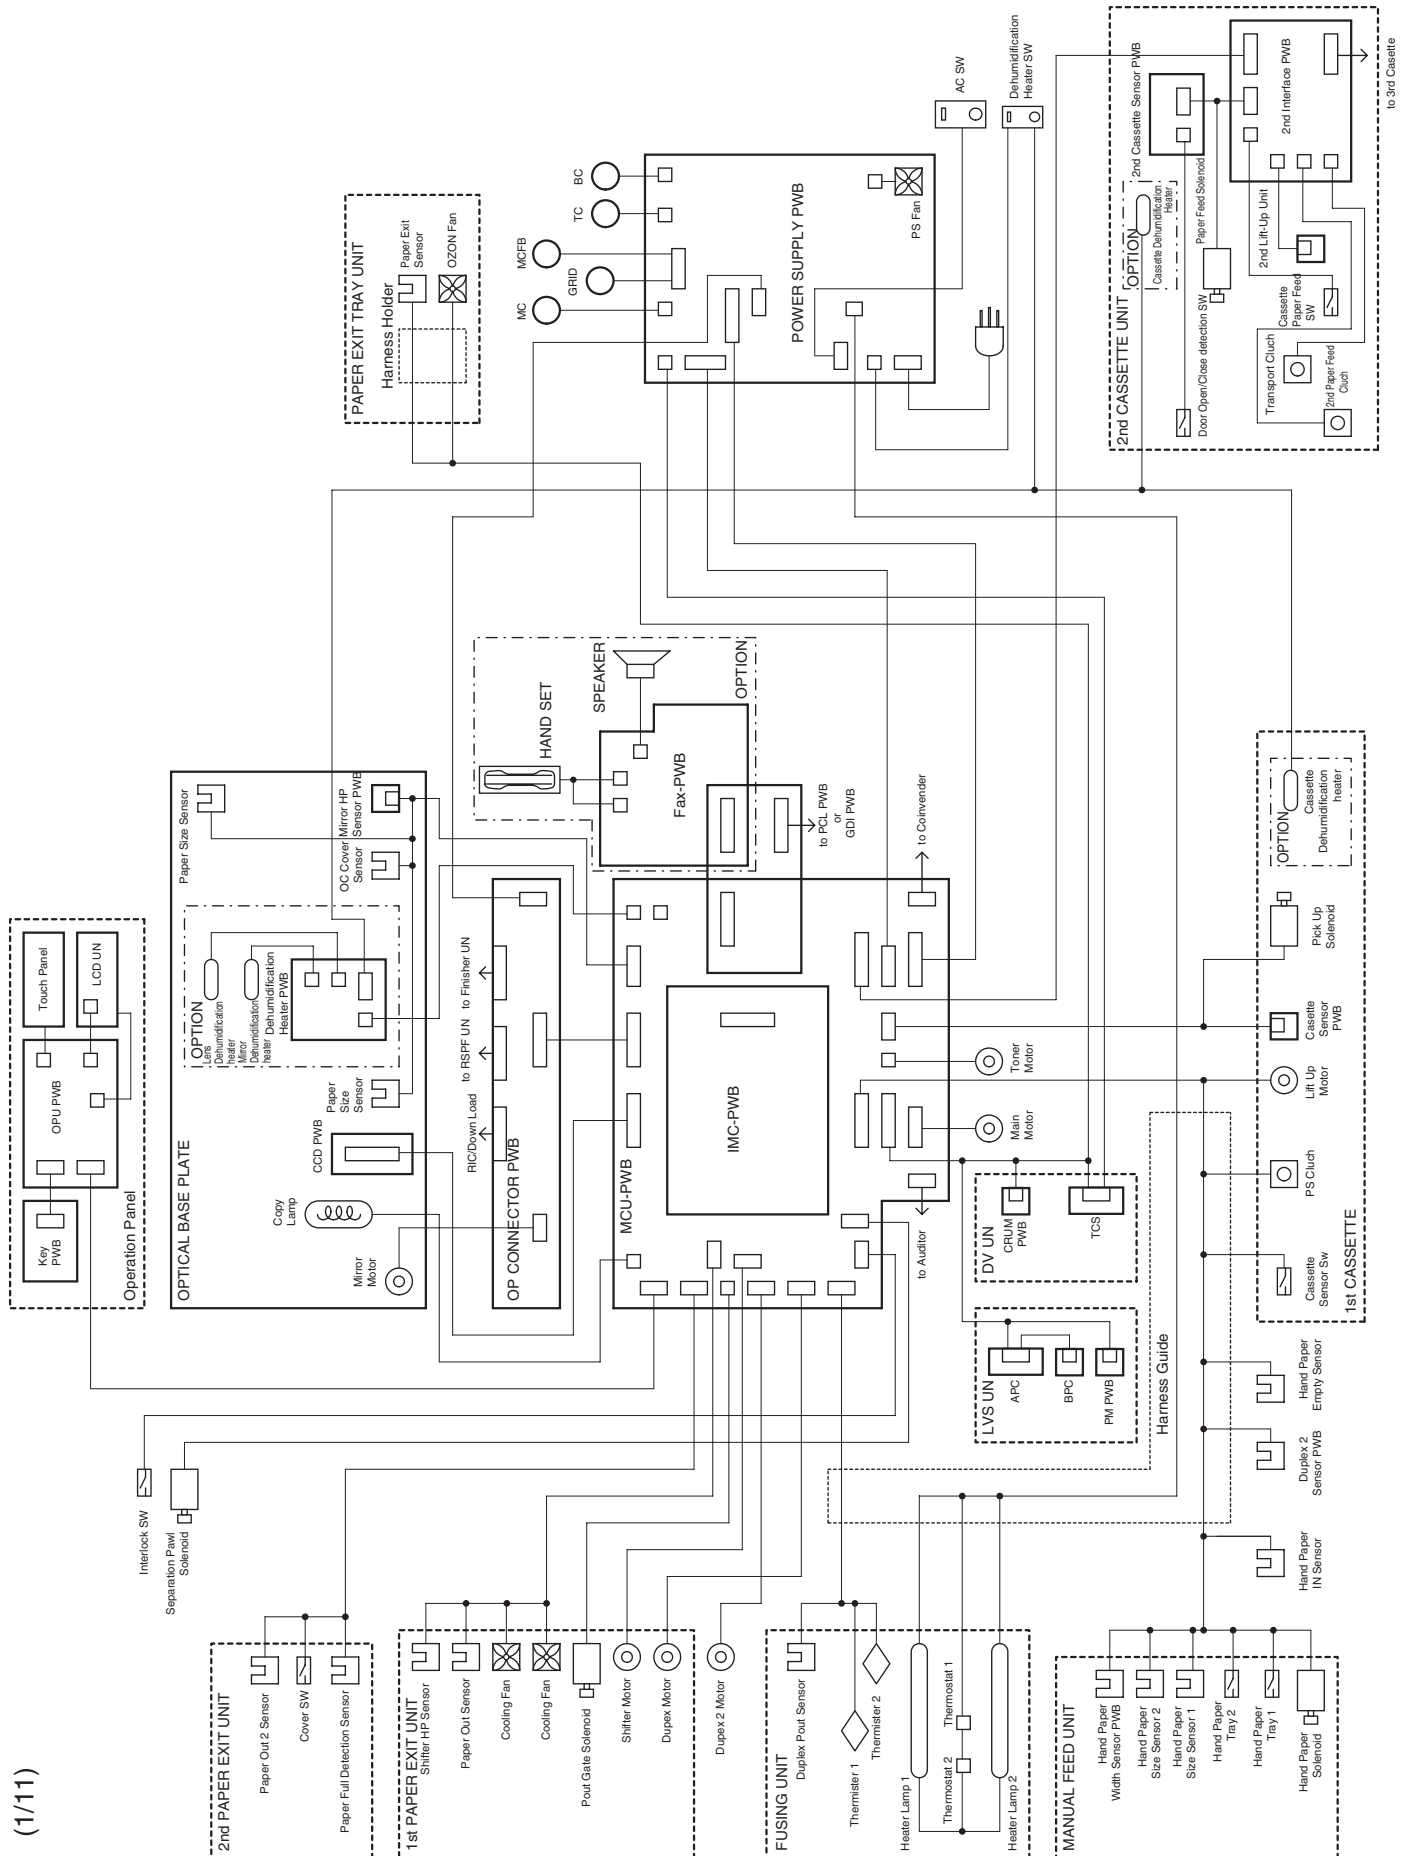 (1/11)
Operation Panel
Key
PWB
OPU PWB
Touch Panel
LCD UN
OPTICAL BASE PLATE
Mirror
Motor
Copy
Lamp
CCD PWB
Paper
Size
Sensor
OPTION
Lens
Dehumidification
heater
Mirror
Dehumidification
heater
Dehumidification
Heater PWB
Paper Size Sensor
OC Cover
Sensor
Mirror HP
Sensor PWB
PAPER EXIT TRAY UNIT
Harness Holder
Paper Exit
Sensor
OZON Fan
OP CONNECTOR PWB
RIC/Down Load
to RSPF UN
to Finisher UN
HAND SET
SPEAKER
Fax-PWB
OPTION
to PCL PWB
or
GDI PWB
MC
GRID
MCFB
TC
BC
POWER SUPPLY PWB
PS Fan
AC SW
Dehumidification
Heater SW
MCU-PWB
IMC-PWB
to Coinvender
to Auditor
Main
Motor
Toner
Motor
Interlock SW
Separation Pawl
Solenoid
2nd PAPER EXIT UNIT
Paper Out 2 Sensor
Cover SW
Paper Full Detection Sensor
1st PAPER EXIT UNIT
Shifter HP Sensor
Paper Out Sensor
Cooling Fan
Cooling Fan
Pout Gate Solenoid
Shifter Motor
Dupex Motor
Dupex 2 Motor
FUSING UNIT
Duplex Pout Sensor
Thermister 1
Thermister 2
Heater Lamp 1
Thermostat 2
Thermostat 1
Heater Lamp 2
LVS UN
APC
BPC
PM PWB
DV UN
CRUM
PWB
TCS
Harness Guide
MANUAL FEED UNIT
Hand Paper
Width Sensor PWB
Hand Paper
Size Sensor 2
Hand Paper
Size Sensor 1
Hand Paper
Tray 2
Hand Paper
Tray 1
Hand Paper
Solenoid
Hand Paper
IN Sensor
Duplex 2
Sensor PWB
Hand Paper
Empty Sensor
1st CASSETTE
Cassette
Sensor Sw
PS Cluch
Lift Up
Motor
Casette
Sensor
PWB
Pick Up
Solenoid
OPTION
Cassette
Dehumidification
heater
2nd CASSETTE UNIT
OPTION
Cassette Dehumidification
Heater
2nd Cassette Sensor PWB
Door Open/Close detection SW
Paper Feed Solenoid
2nd Lift-Up Unit
Cassette
Paper Feed
SW
Transport Cluch
2nd Paper Feed
Cluch
2nd Interface PWB
to 3rd Casette